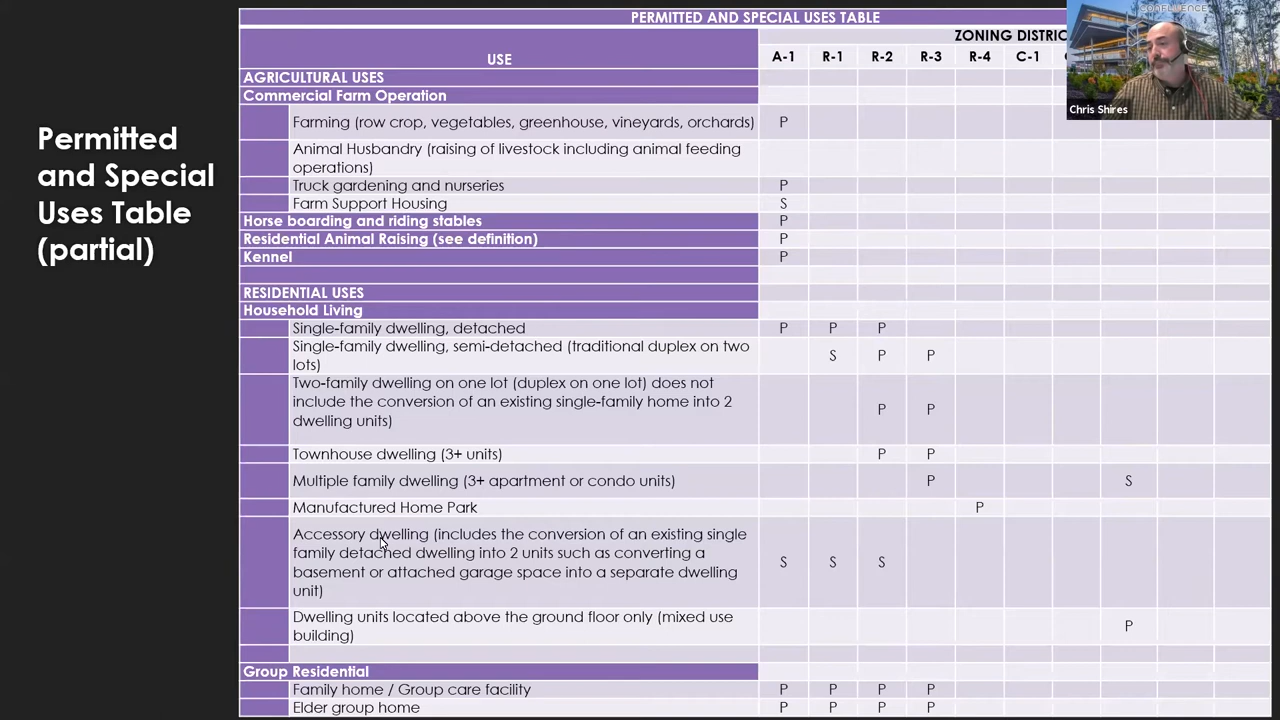 Permitted
and Special
Uses Table
(partial)
PERMITTED AND SPECIAL USES TABLE
USE
A-1 R-1 R-2 R-3 R-4 C-1
AGRICULTURAL USES
Commercial Farm Operation
Farming (row crop, vegetables, greenhouse, vineyards, orchards) P
Animal Husbandry (raising of livestock including animal feeding
operations)
Truck gardening and nurseries P
Farm Support Housing S
Horse boarding and riding stables P
Residential Animal Raising (see definition) P
Kennel P
RESIDENTIAL USES
Household Living
Single-family dwelling, detached P P P
Single-family dwelling, semi-detached (traditional duplex on two
lots) S P P
Two-family dwelling on one lot (duplex on one lot) does not
include the conversion of an existing single-family home into 2
dwelling units) P P
Townhouse dwelling (3+ units) P P
Multiple family dwelling (3+ apartment or condo units) P S
Manufactured Home Park P
Accessory dwelling (includes the conversion of an existing single
family detached dwelling into 2 units such as converting a
basement or attached garage space into a separate dwelling
unit) S S S
Dwelling units located above the ground floor only (mixed use
building) P
Group Residential
Family home / Group care facility P P P P
Elder group home P P P P
ZONING
CONFLUENCE
Chris Shires